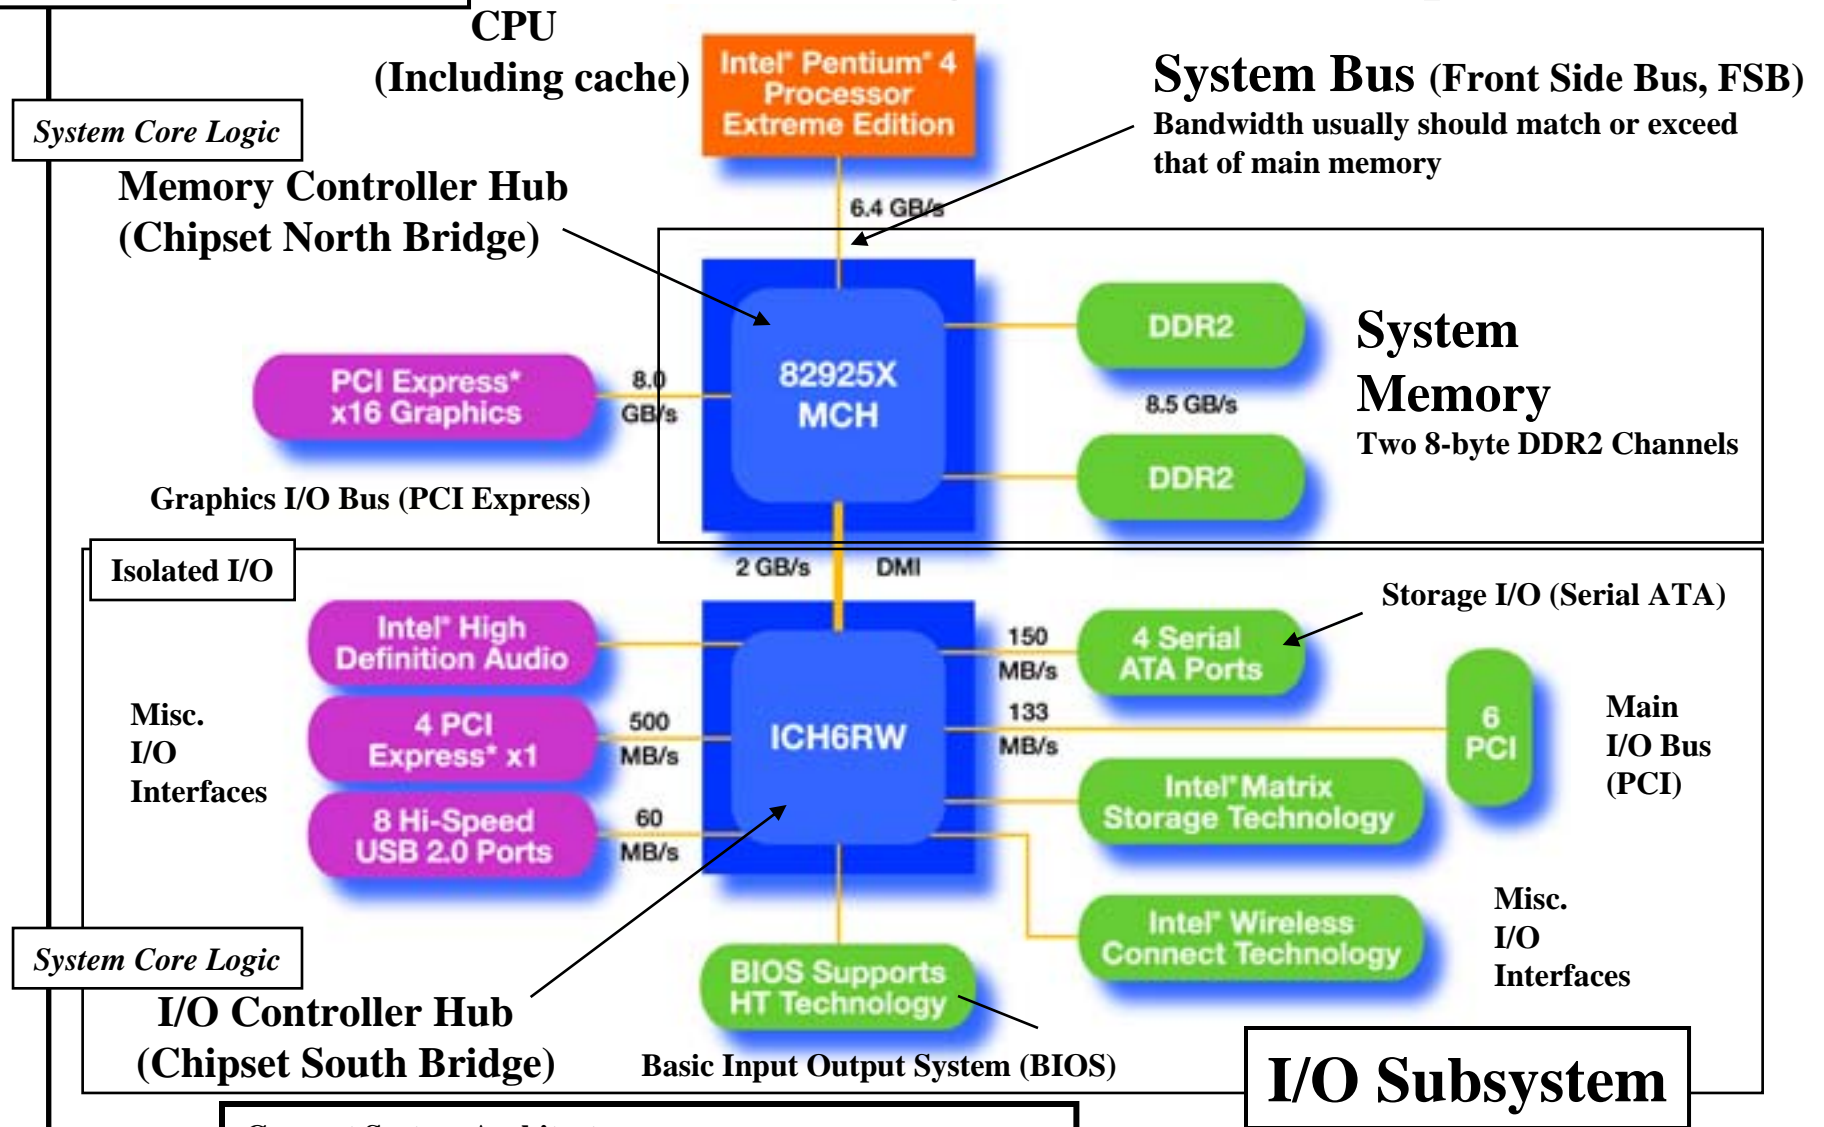 CPU
(Including cache)
Intel® Pentium® 4
Processor
Extreme Edition
System Bus (Front Side Bus, FSB)
Bandwidth usually should match or exceed
that of main memory
System Core Logic
Memory Controller Hub
(Chipset North Bridge)
6.4 GB/s
PCI Express*
x16 Graphics
8.0
GB/s
82925X
MCH
DDR2
8.5 GB/s
DDR2
System
Memory
Two 8-byte DDR2 Channels
Graphics I/O Bus (PCI Express)
Isolated I/O
2 GB/s
DMI
Storage I/O (Serial ATA)
Intel® High
Definition Audio
150
MB/s
4 Serial
ATA Ports
Misc.
I/O
Interfaces
4 PCI
Express* x1
500
MB/s
ICH6RW
133
MB/s
6
PCI
Main
I/O Bus
(PCI)
8 Hi-Speed
USB 2.0 Ports
60
MB/s
Intel® Matrix
Storage Technology
Intel® Wireless
Connect Technology
Misc.
I/O
Interfaces
System Core Logic
I/O Controller Hub
(Chipset South Bridge)
BIOS Supports
HT Technology
Basic Input Output System (BIOS)
I/O Subsystem